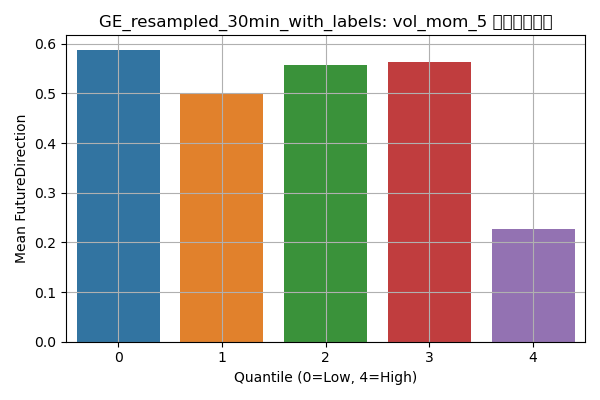 GE_resampled_30min_with_labels: vol_mom_5
0.6
0.5
0.4
0.3
0.2
0.1
0.0
Mean FutureDirection
0 1 2 3 4
Quantile (0=Low, 4=High)